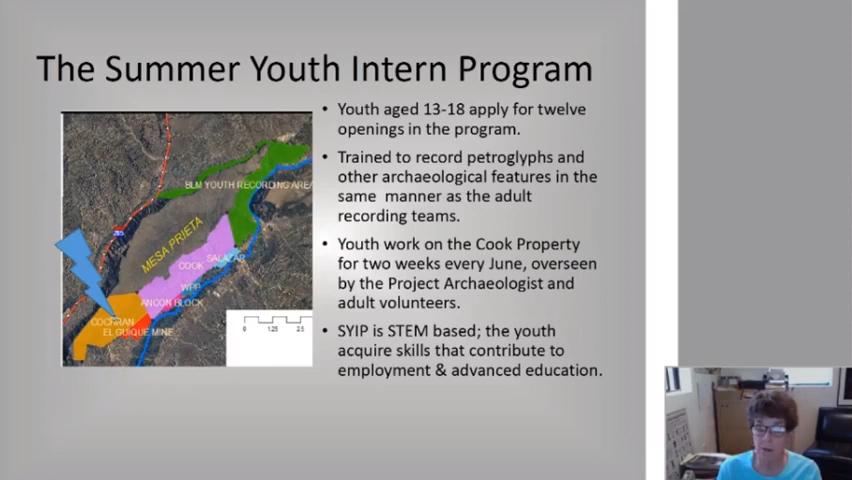 The Summer Youth Intern Program
• Youth aged 13-18 apply for twelve
openings in the program.
• Trained to record petroglyphs and
other archaeological features in the
same manner as the adult
recording teams.
• Youth work on the Cook Property
for two weeks every June, overseen
by the Project Archaeologist and
adult volunteers.
• SYIP is STEM based; the youth
acquire skills that contribute to
employment & advanced education.
BLM YOUTH RECORDING AREA
285
MESA PRIETA
SALAZAR
COOK
WPP
ANCON BLOCK
COCHRAN
EL GUIQUE MINE
0 1.25 2.5